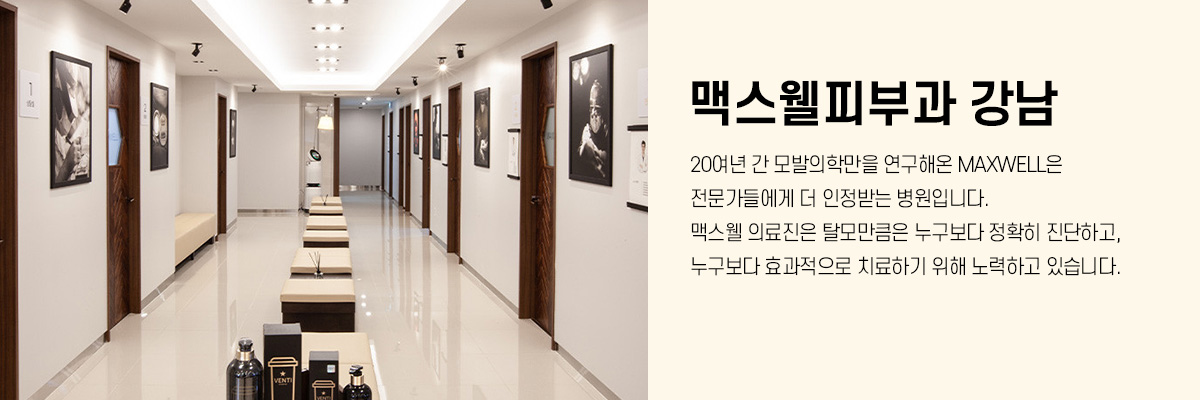 맥스웰피부과 강남
20여년 간 모발의학만을 연구해온 MAXWELL은
전문가들에게 더 인정받는 병원입니다.
맥스웰 의료진은 탈모만큼은 누구보다 정확히 진단하고,
누구보다 효과적으로 치료하기 위해 노력하고 있습니다.
1
VENTI